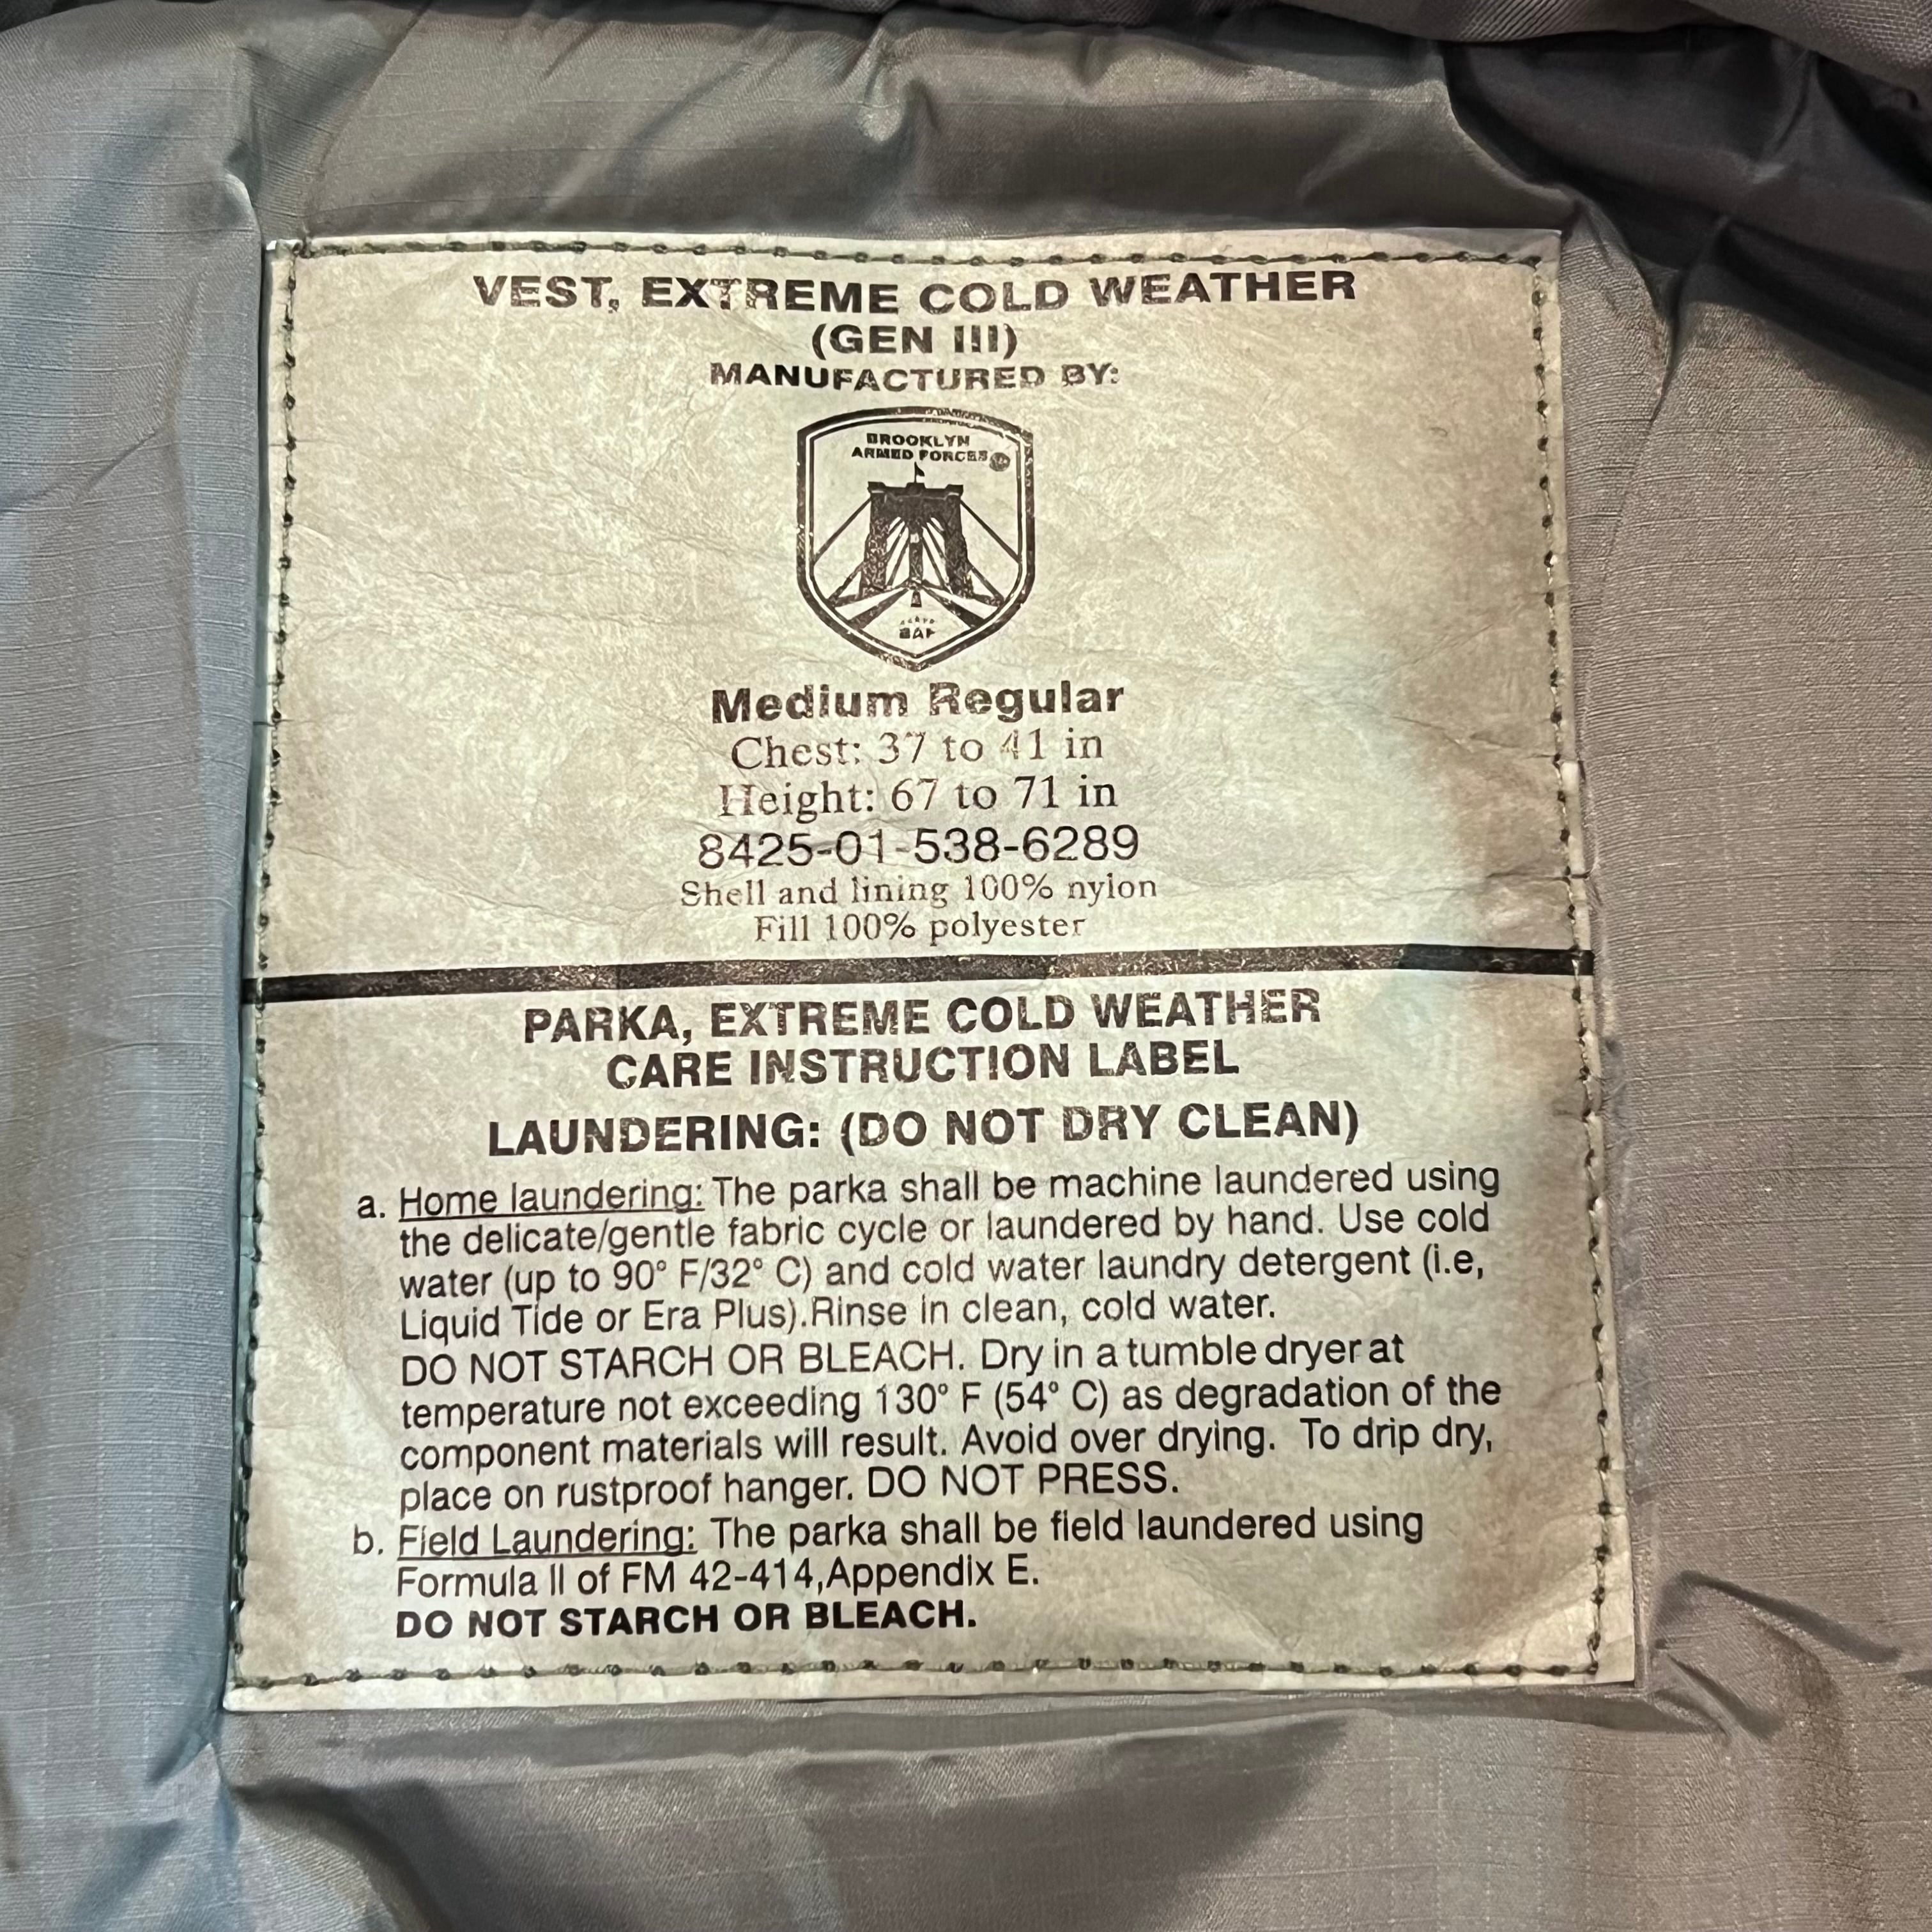 VEST, EXTREME COLD WEATHER
(GEN III)
MANUFACTURED BY:
BROOKLYN
ARMED FORCES
BAF
Medium Regular
Chest: 37 to 41 in
Height: 67 to 71 in
8425-01-538-6289
Shell and lining 100% nylon
Fill 100% polyester
PARKA, EXTREME COLD WEATHER
CARE INSTRUCTION LABEL
LAUNDERING: (DO NOT DRY CLEAN)
a. Home laundering: The parka shall be machine laundered using
the delicate/gentle fabric cycle or laundered by hand. Use cold
water (up to 90° F/32° C) and cold water laundry detergent (i.e,
Liquid Tide or Era Plus).Rinse in clean, cold water.
DO NOT STARCH OR BLEACH. Dry in a tumble dryer at
temperature not exceeding 130° F (54° C) as degradation of the
component materials will result. Avoid over drying. To drip dry,
place on rustproof hanger. DO NOT PRESS.
b. Field Laundering: The parka shall be field laundered using
Formula II of FM 42-414,Appendix E.
DO NOT STARCH OR BLEACH.